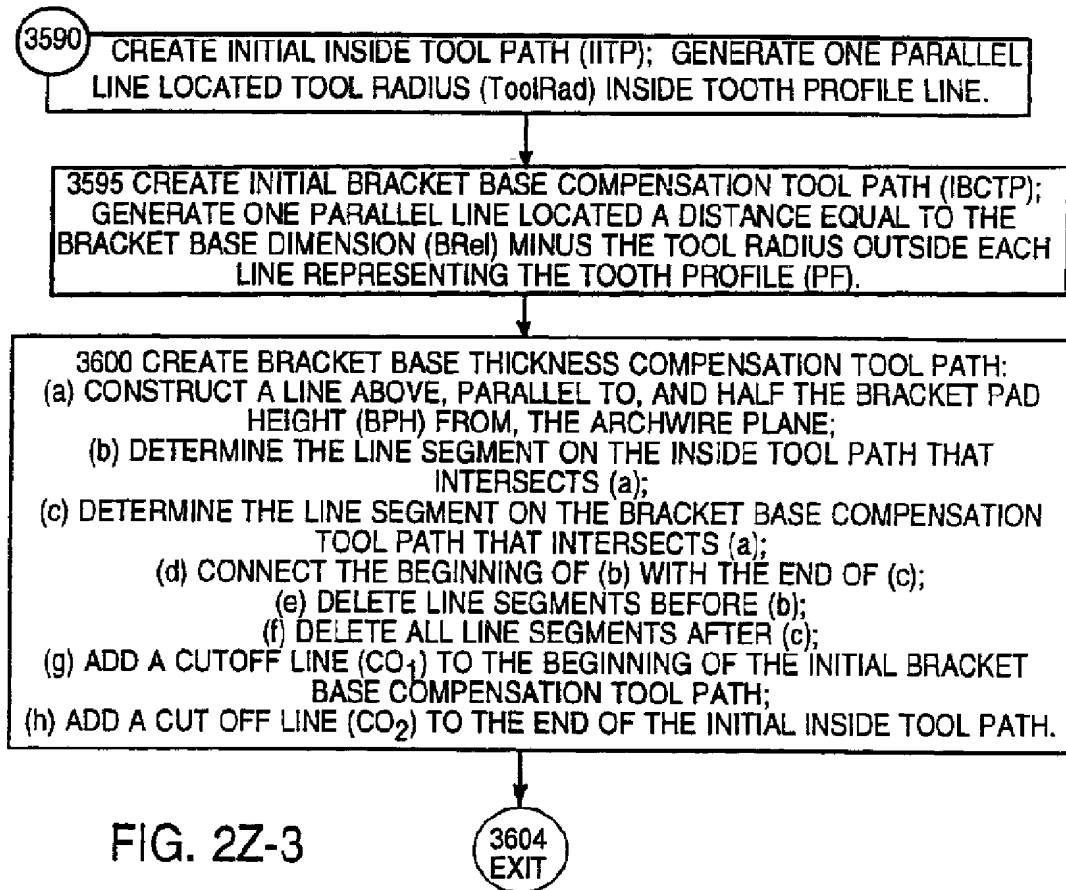 3590
CREATE INITIAL INSIDE TOOL PATH (IITP); GENERATE ONE PARALLEL
LINE LOCATED TOOL RADIUS (ToolRad) INSIDE TOOTH PROFILE LINE.
3595 CREATE INITIAL BRACKET BASE COMPENSATION TOOL PATH (IBCTP);
GENERATE ONE PARALLEL LINE LOCATED A DISTANCE EQUAL TO THE
BRACKET BASE DIMENSION (BRel) MINUS THE TOOL RADIUS OUTSIDE EACH
LINE REPRESENTING THE TOOTH PROFILE (PF).
3600 CREATE BRACKET BASE THICKNESS COMPENSATION TOOL PATH:
(a) CONSTRUCT A LINE ABOVE, PARALLEL TO, AND HALF THE BRACKET PAD
HEIGHT (BPH) FROM, THE ARCHWIRE PLANE;
(b) DETERMINE THE LINE SEGMENT ON THE INSIDE TOOL PATH THAT
INTERSECTS (a);
(c) DETERMINE THE LINE SEGMENT ON THE BRACKET BASE COMPENSATION
TOOL PATH THAT INTERSECTS (a);
(d) CONNECT THE BEGINNING OF (b) WITH THE END OF (c);
(e) DELETE LINE SEGMENTS BEFORE (b);
(f) DELETE ALL LINE SEGMENTS AFTER (c);
(g) ADD A CUTOFF LINE (CO1) TO THE BEGINNING OF THE INITIAL BRACKET
BASE COMPENSATION TOOL PATH;
(h) ADD A CUT OFF LINE (CO2) TO THE END OF THE INITIAL INSIDE TOOL PATH.
FIG. 2Z-3
3604
EXIT